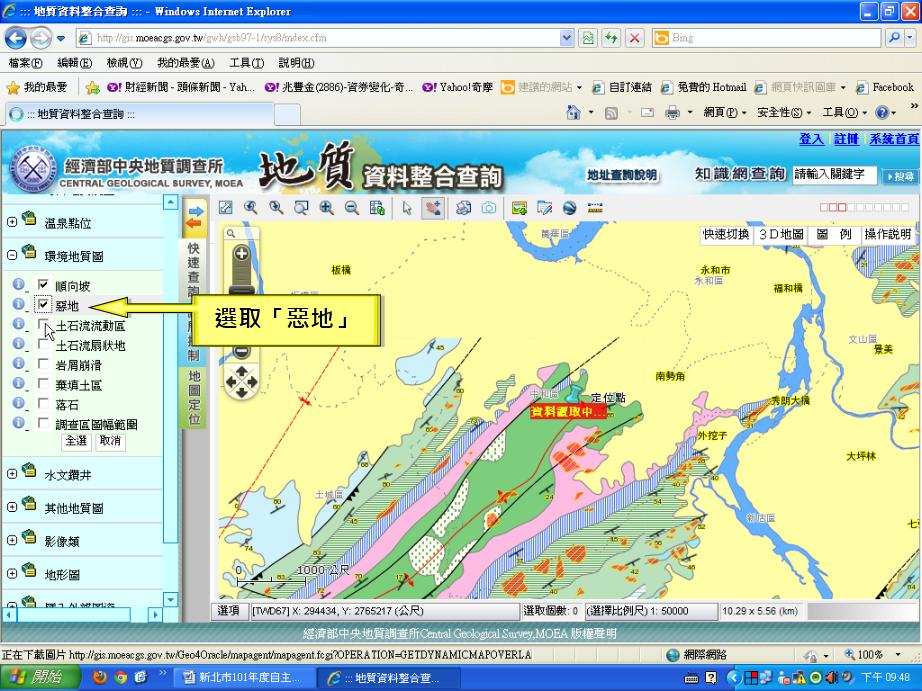 ::: 地質資料整合查詢 ::: - Windows Internet Explorer
http://gis.moeacgs.gov.tw/gwh/gsb97-1/sys8/index.cfm
Bing
檔案(F) 編輯(E) 檢視(V) 我的最愛(A) 工具(T) 說明(H)
我的最愛 財經新聞 - 頭條新聞 - Yah... 兆豐金(2886)-資券變化-奇... Yahoo!奇摩 建議的網站 自訂連結 免費的 Hotmail 網頁快訊圖庫 Facebook
::: 地質資料整合查詢 :::
網頁(P) 安全性(S) 工具(O)
登入 註冊 系統首頁
經濟部中央地質調查所
CENTRAL GEOLOGICAL SURVEY, MOEA
地質資料整合查詢
地址查詢說明
知識網查詢
請輸入關鍵字
搜尋
溫泉點位
環境地質圖
順向坡
惡地
土石流流動區
土石流扇狀地
岩屑崩滑
棄填土區
落石
調查區圖幅範圍
全選 取消
水文鑽井
其他地質圖
影像類
地形圖
快速查詢
制
地圖定位
選取「惡地」
快速切換 3D地圖 圖 例 操作說明
萬華區
板橋
永和市
永和區
福和橋
文山區
景美
中和區
定位點
資料讀取中...
南勢角
秀朗大橋
外挖子
大坪林
土城區
新店區
七
0 1000 公尺
選項 [TWD67] X: 294434, Y: 2765217 (公尺) 選取個數: 0 (選擇比例尺) 1: 50000 10.29 x 5.56 (km)
經濟部中央地質調查所Central Geological Survey,MOEA 版權聲明
正在下載圖片 http://gis.moeacgs.gov.tw/Geo4Oracle/mapagent/mapagent.fcgi?OPERATION=GETDYNAMICMAPOVERLA
網際網路
100%
開始
新北市101年度自主...
::: 地質資料整合查...
下午 09:48